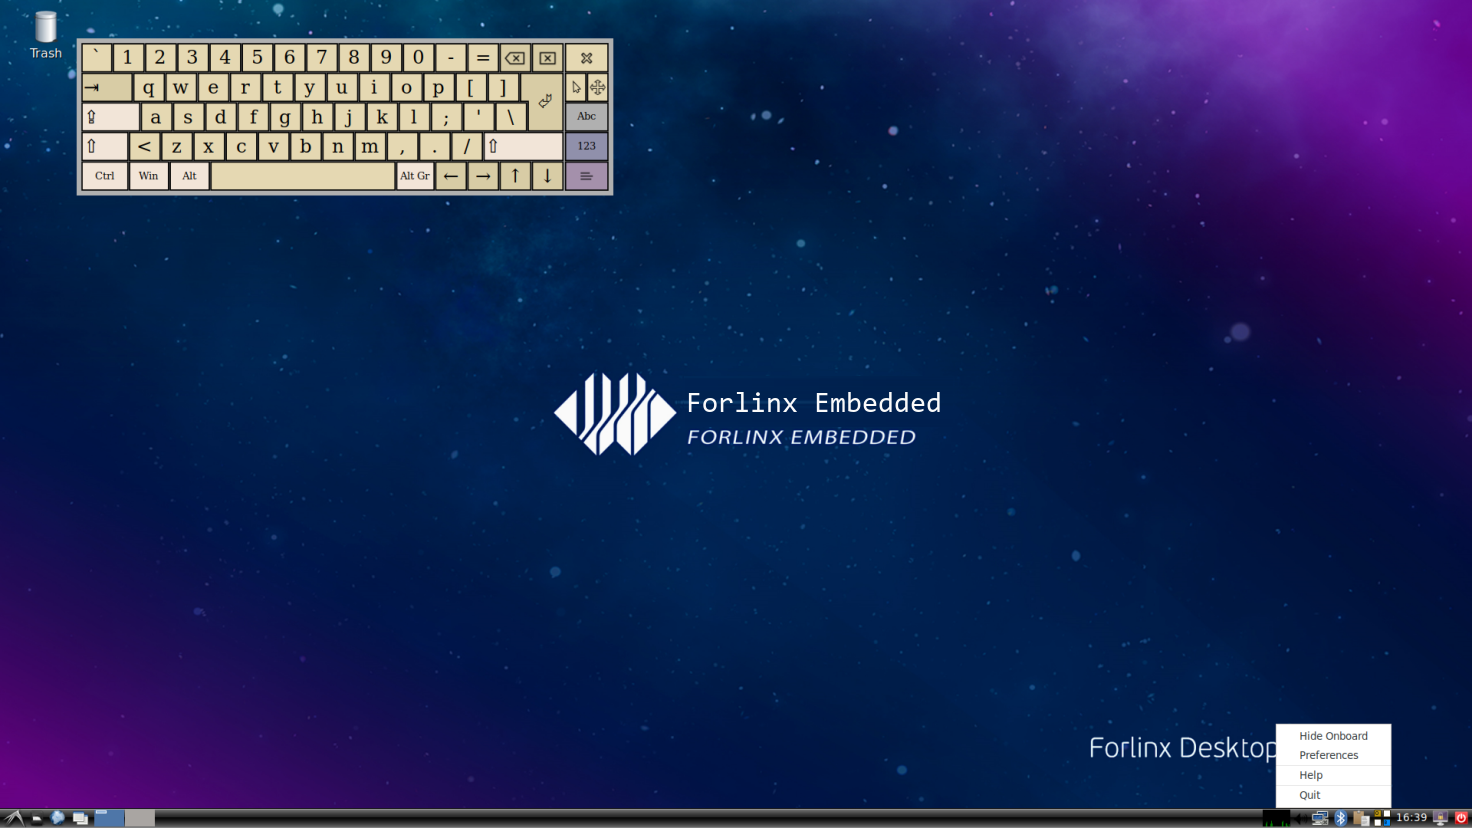 Trash
` 1 2 3 4 5 6 7 8 9 0 - =
q w e r t y u i o p [ ]
a s d f g h j k l ; ' \ Abc
< z x c v b n m , . / 123
Ctrl Win Alt Alt Gr
Forlinx Embedded
FORLINX EMBEDDED
Forlinx Desktop
Hide Onboard
Preferences
Help
Quit
16:39